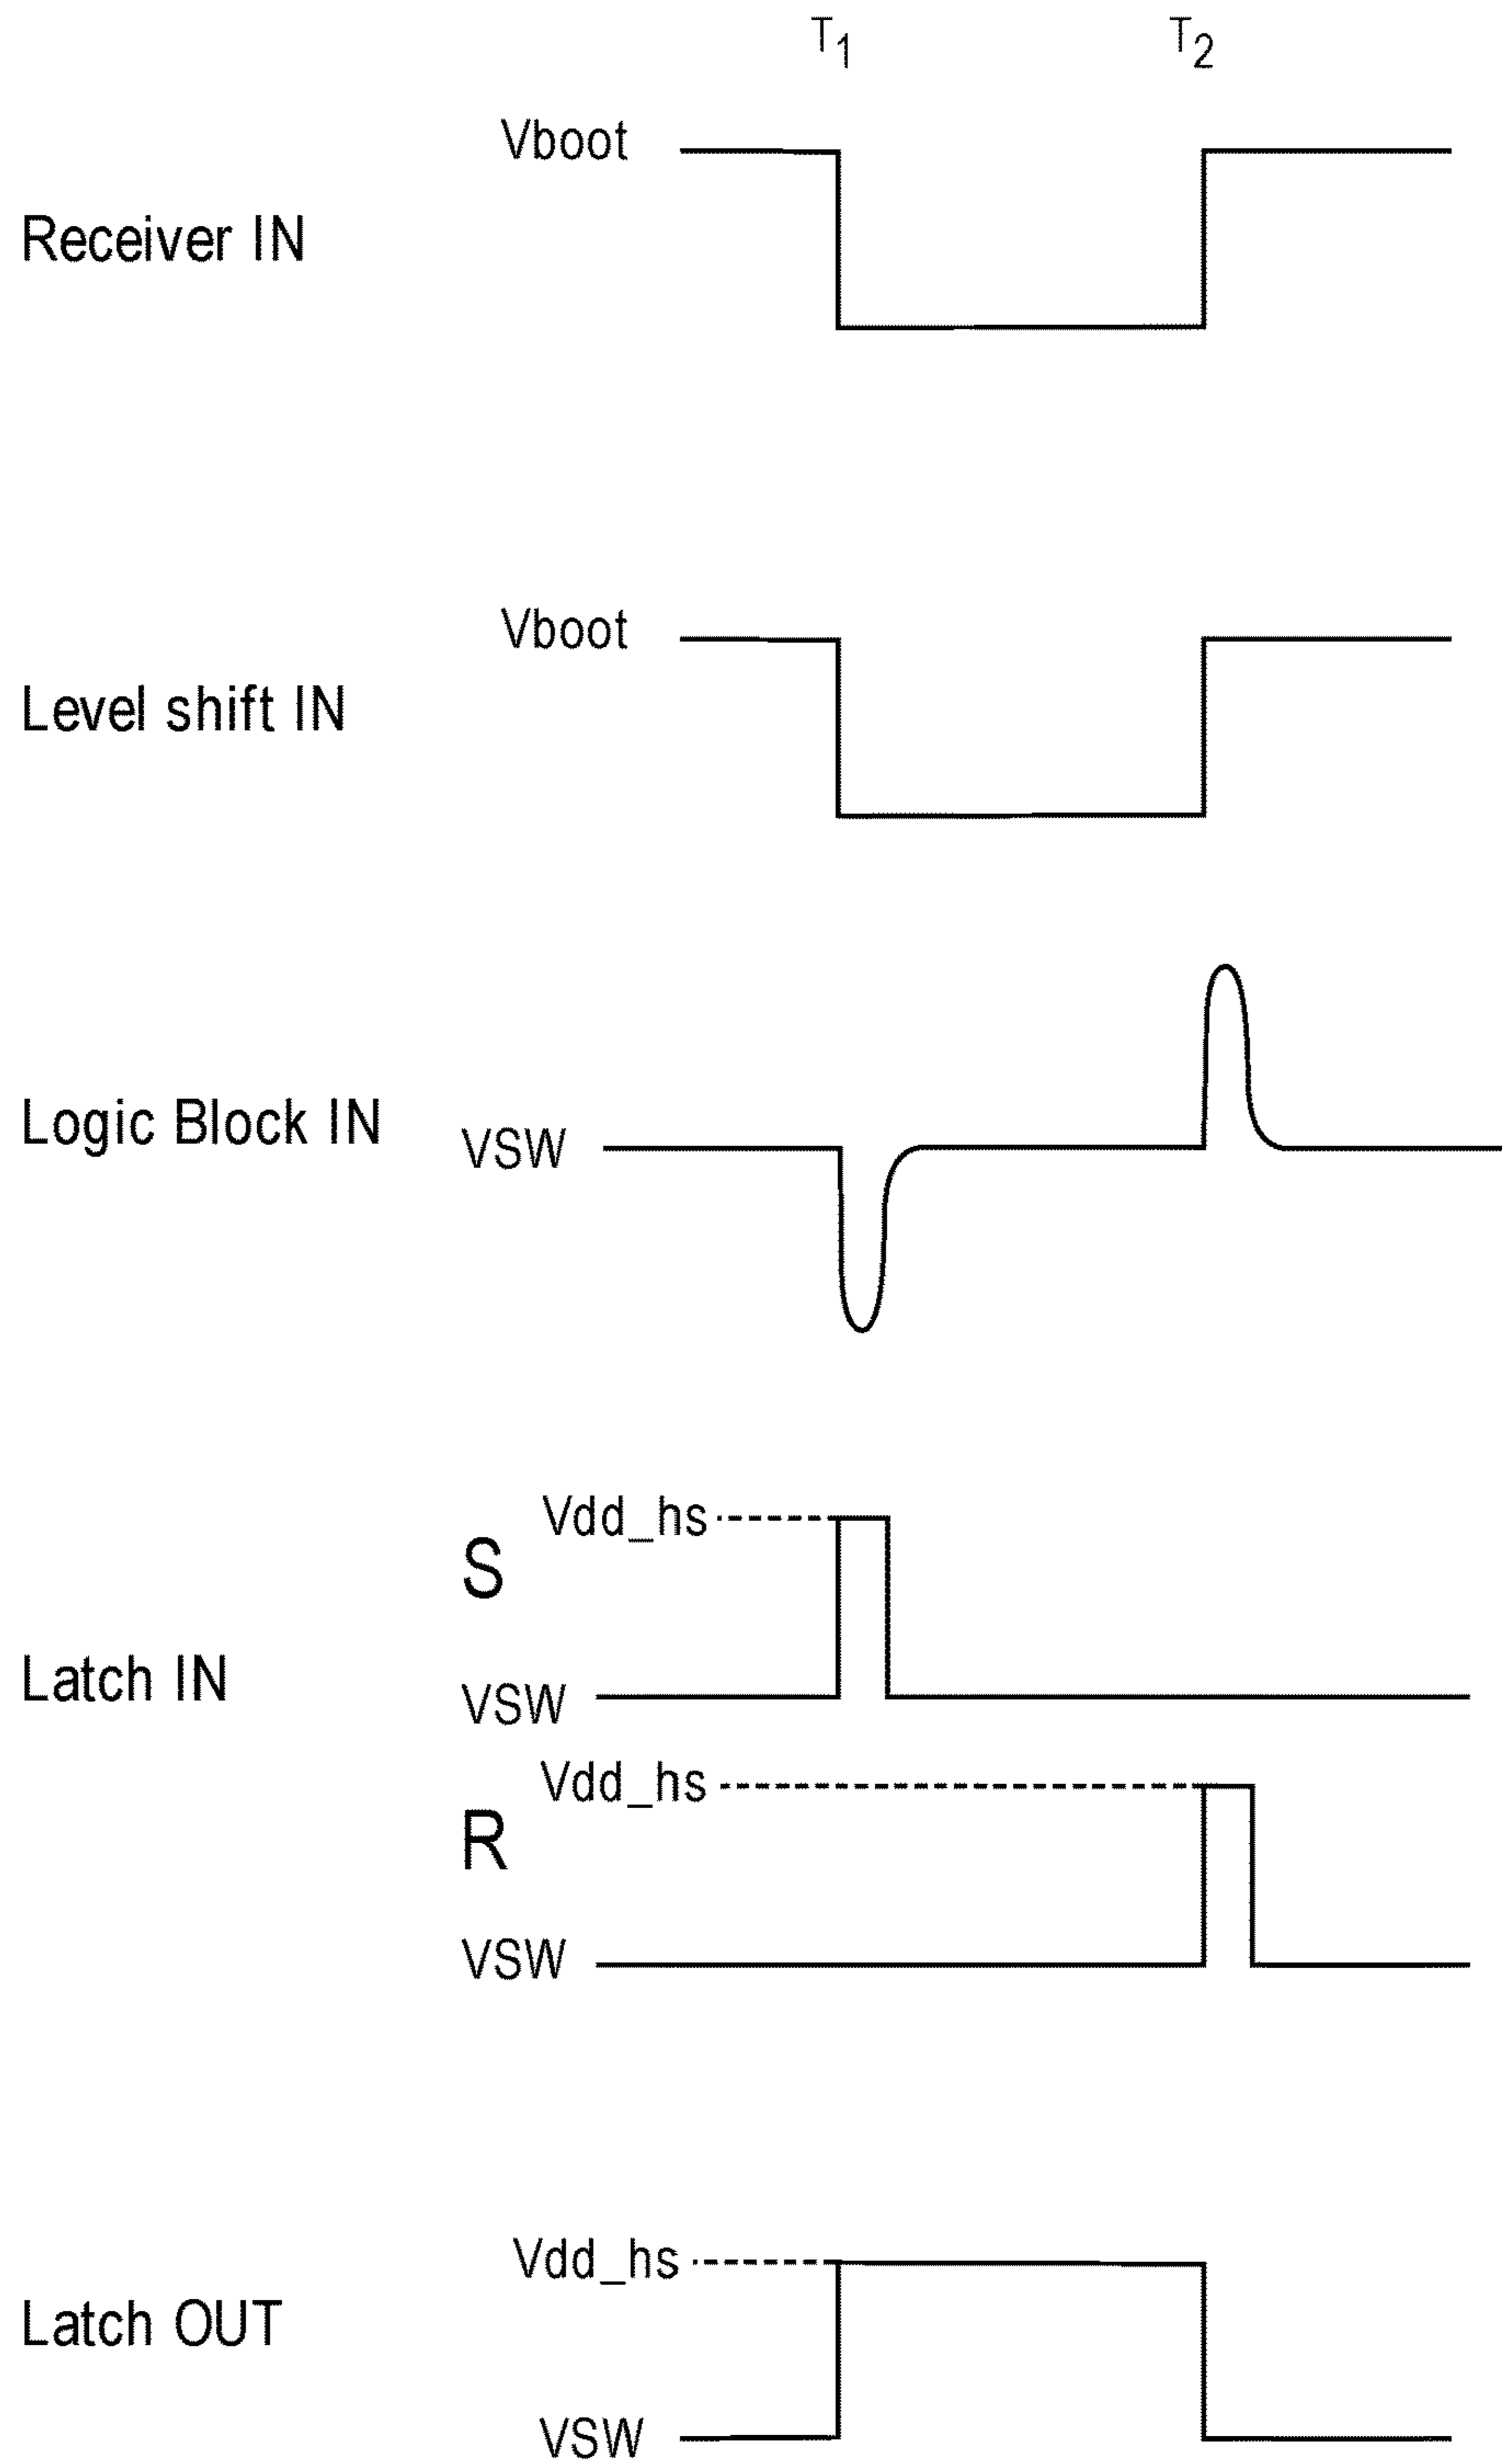 T1 T2
Vboot
Receiver IN
Vboot
Level shift IN
Logic Block IN VSW
Vdd_hs
S
Latch IN VSW
Vdd_hs
R
VSW
Vdd_hs
Latch OUT
VSW